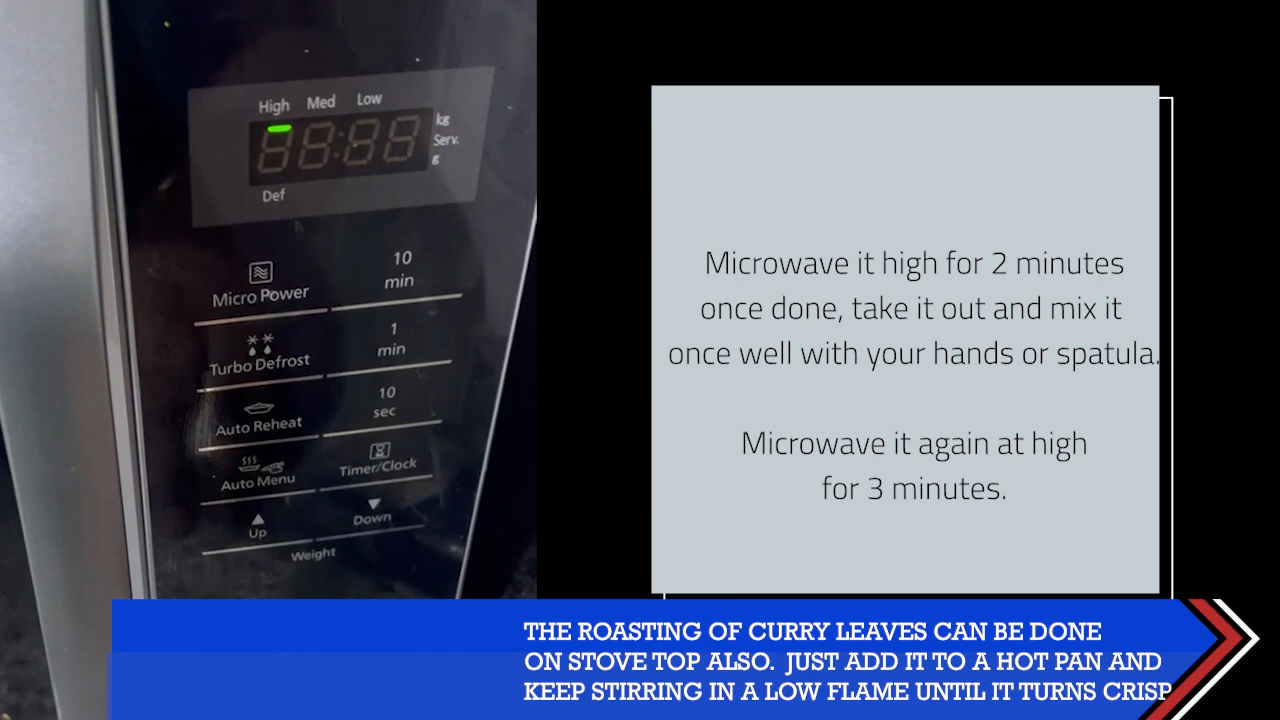 High Med Low
kg
Serv.
g
Def
Micro Power
10
min
Turbo Defrost
1
min
Auto Reheat
10
sec
Auto Menu
Timer/Clock
Up
Down
Weight
Microwave it high for 2 minutes
once done, take it out and mix it
once well with your hands or spatula.
Microwave it again at high
for 3 minutes.
THE ROASTING OF CURRY LEAVES CAN BE DONE
ON STOVE TOP ALSO. JUST ADD IT TO A HOT PAN AND
KEEP STIRRING IN A LOW FLAME UNTIL IT TURNS CRISP